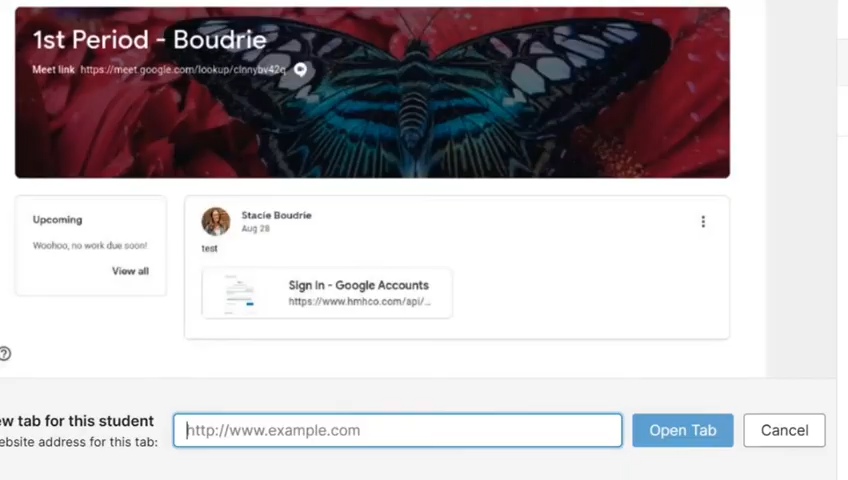 1st Period - Boudrie
Meet link https://meet.google.com/lookup/clnnybv42q
Upcoming
Woohoo, no work due soon!
View all
Stacie Boudrie
Aug 28
test
Sign In - Google Accounts
https://www.hmhco.com/api/...
ew tab for this student
ebsite address for this tab:
http://www.example.com
Open Tab
Cancel